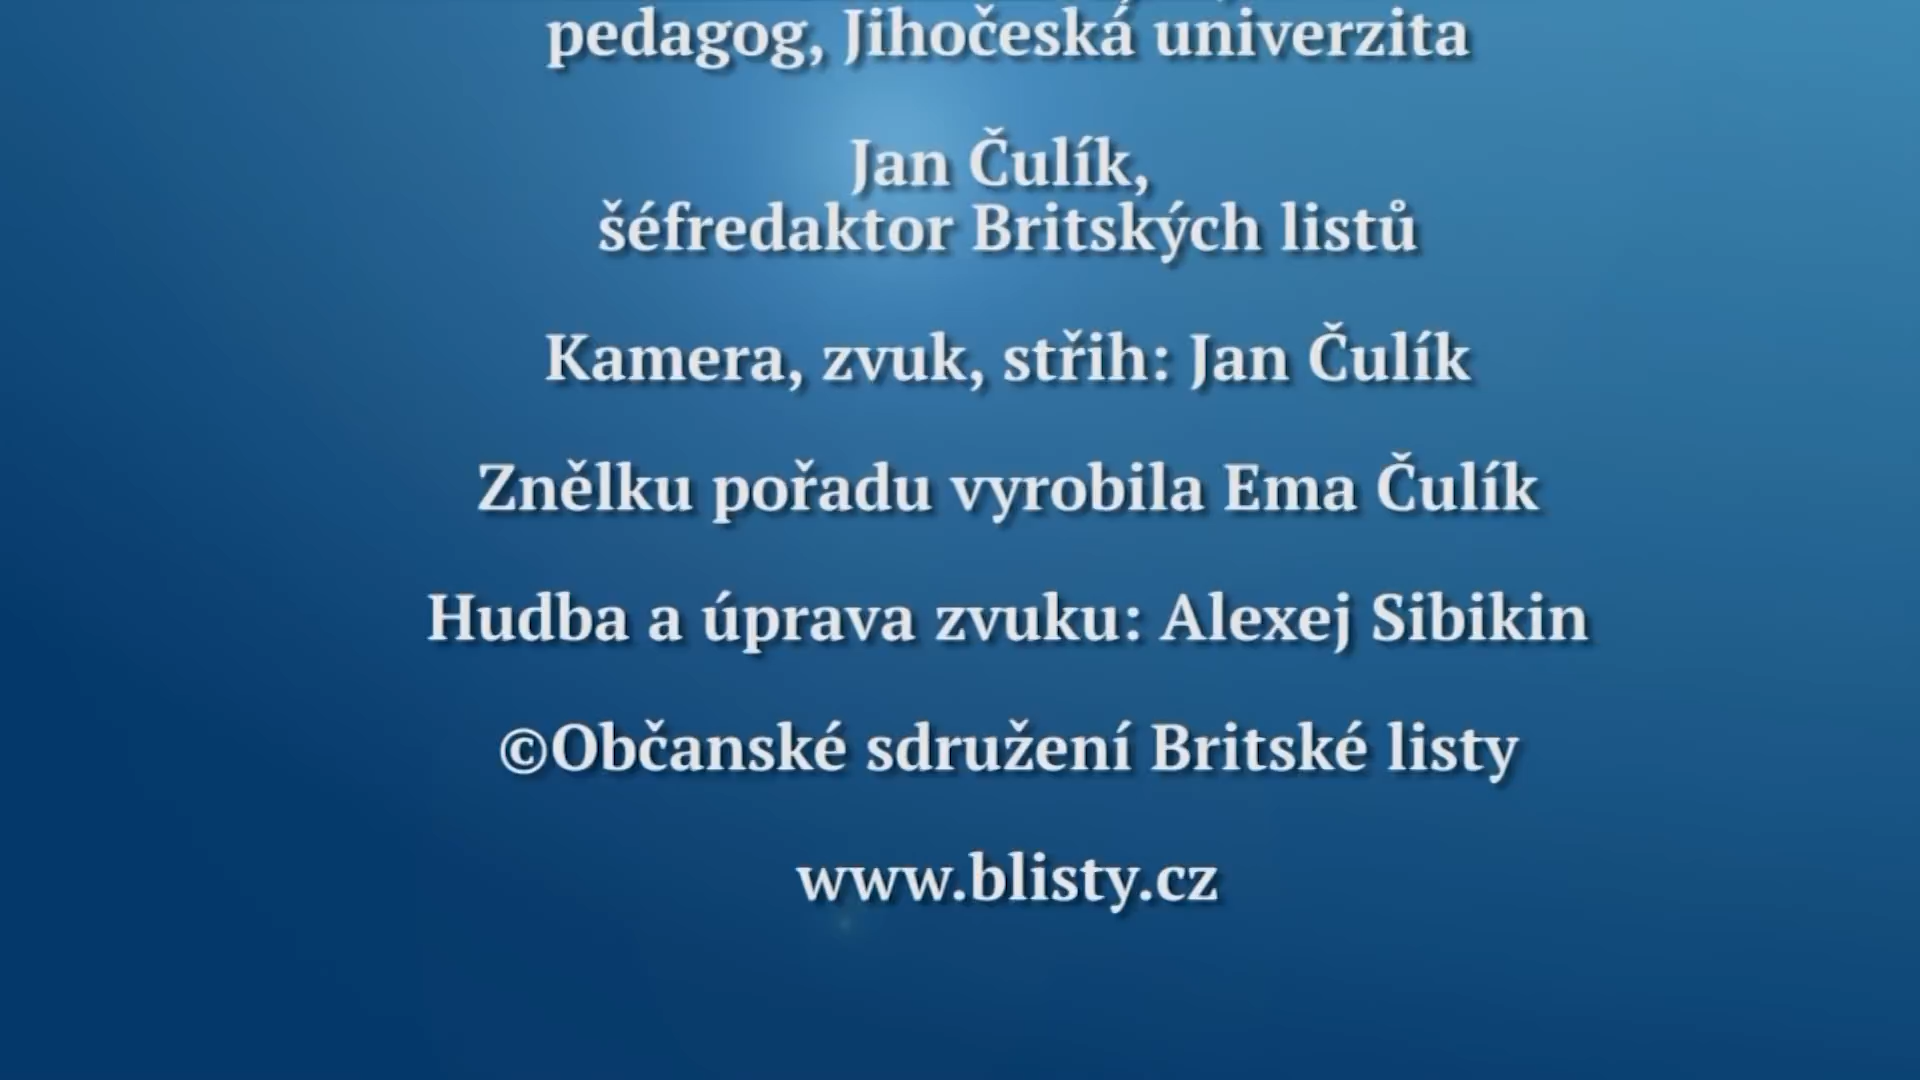 pedagog, Jihočeská univerzita
Jan Čulík,
šéfredaktor Britských listů
Kamera, zvuk, střih: Jan Čulík
Znělku pořadu vyrobila Ema Čulík
Hudba a úprava zvuku: Alexej Sibikin
©Občanské sdružení Britské listy
www.blisty.cz